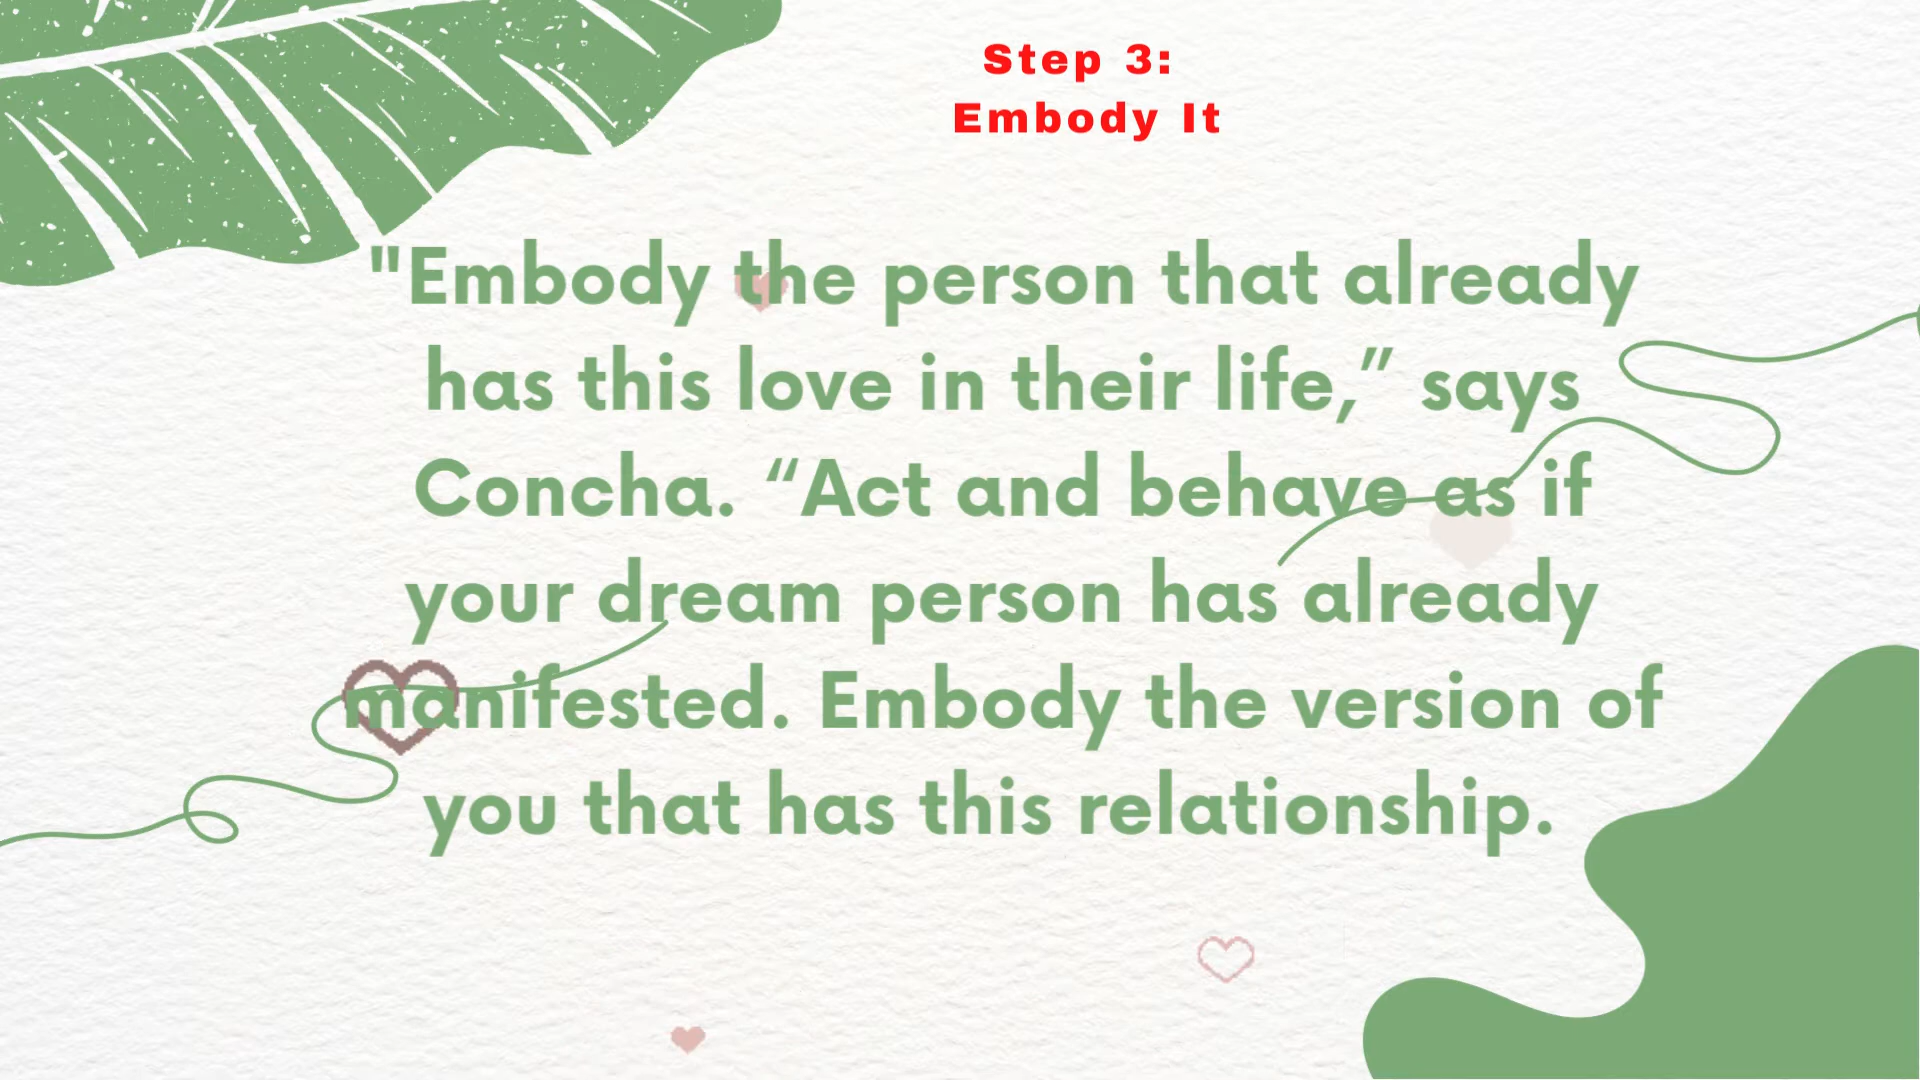 Step 3:
Embody It
"Embody the person that already
has this love in their life,” says
Concha. “Act and behave as if
your dream person has already
manifested. Embody the version of
you that has this relationship.